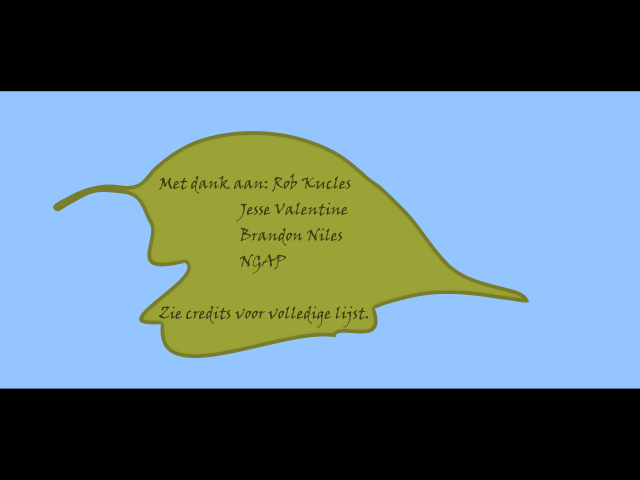 Met dank aan: Rob Kucles
Jesse Valentine
Brandon Niles
NGAP
Zie credits voor volledige lijst.